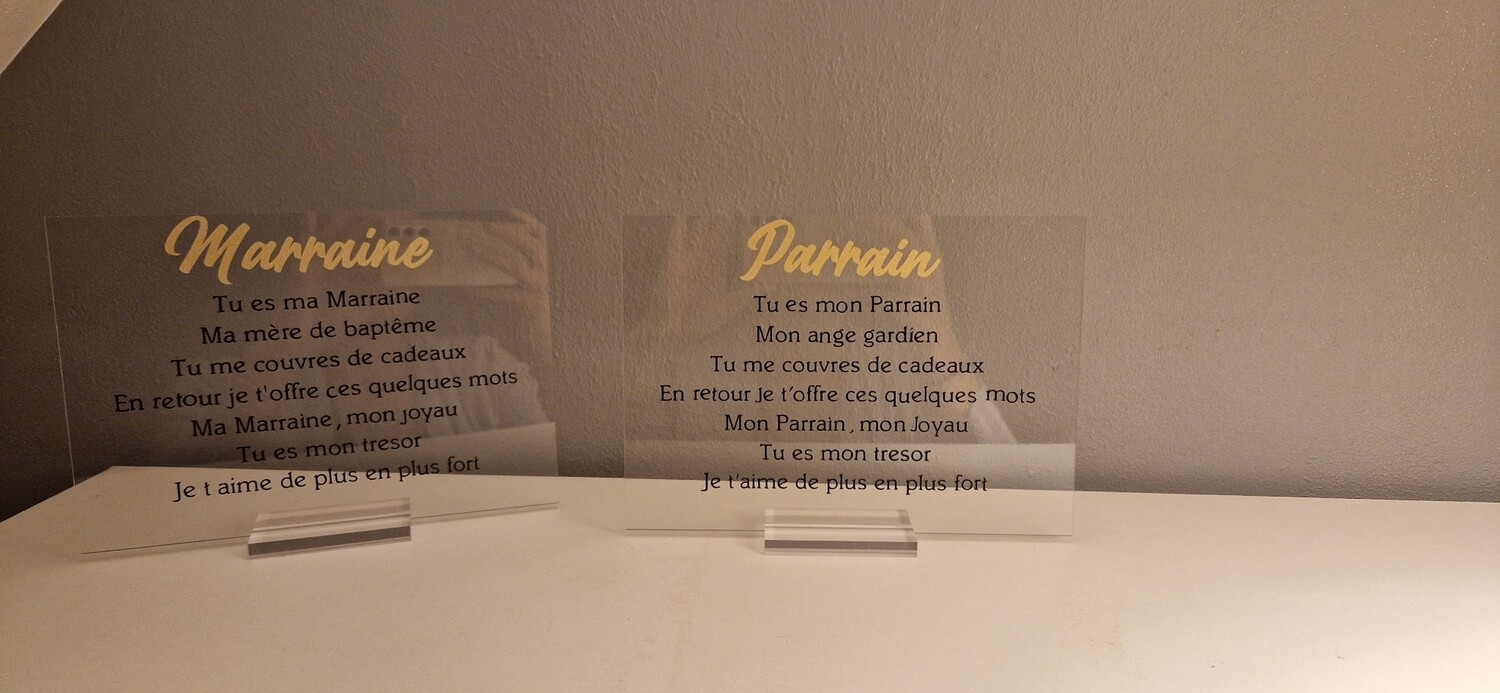 Marraine
Tu es ma Marraine
Ma mère de baptême
Tu me couvres de cadeaux
En retour je t'offre ces quelques mots
Ma Marraine, mon joyau
Tu es mon tresor
Je t aime de plus en plus fort
Parrain
Tu es mon Parrain
Mon ange gardien
Tu me couvres de cadeaux
En retour je t'offre ces quelques mots
Mon Parrain, mon Joyau
Tu es mon tresor
Je t'aime de plus en plus fort